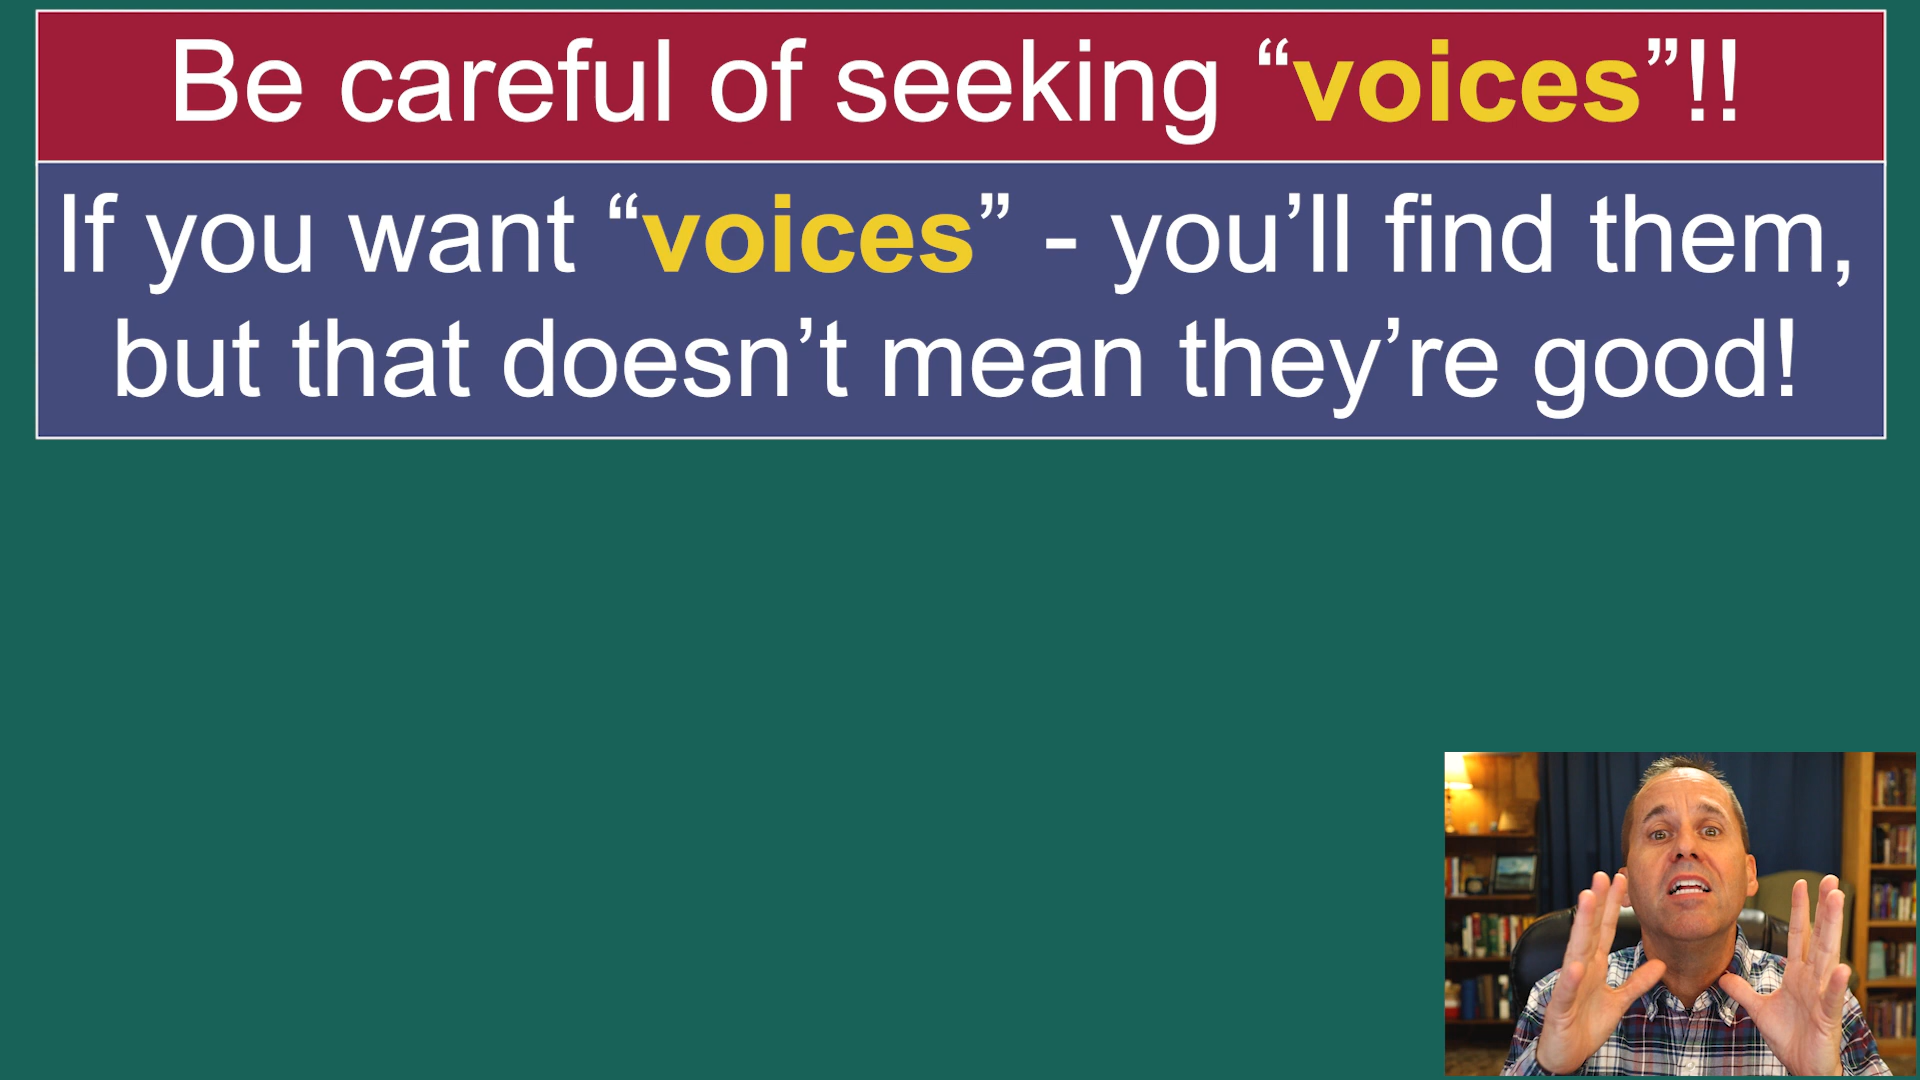 Be careful of seeking “voices”!!
If you want “voices” - you’ll find them,
but that doesn’t mean they’re good!